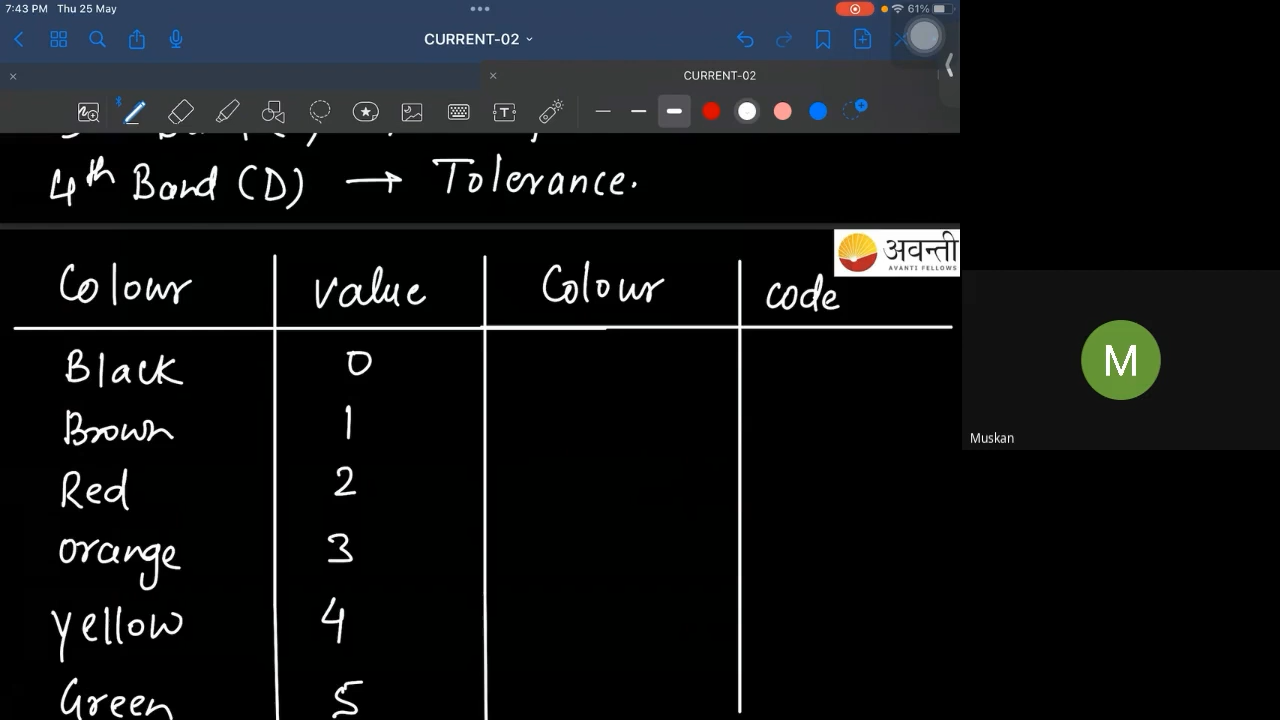 7:43 PM Thu 25 May
61%
CURRENT-02
CURRENT-02
4th Band (D) → Tolerance.
अवन्ती
AVANTI FELLOWS
Colour value Colour code
Black 0
Brown 1
Red 2
orange 3
yellow 4
Green 5
M
Muskan